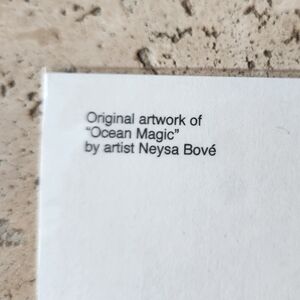 Original artwork of
"Ocean Magic"
by artist Neysa Bové